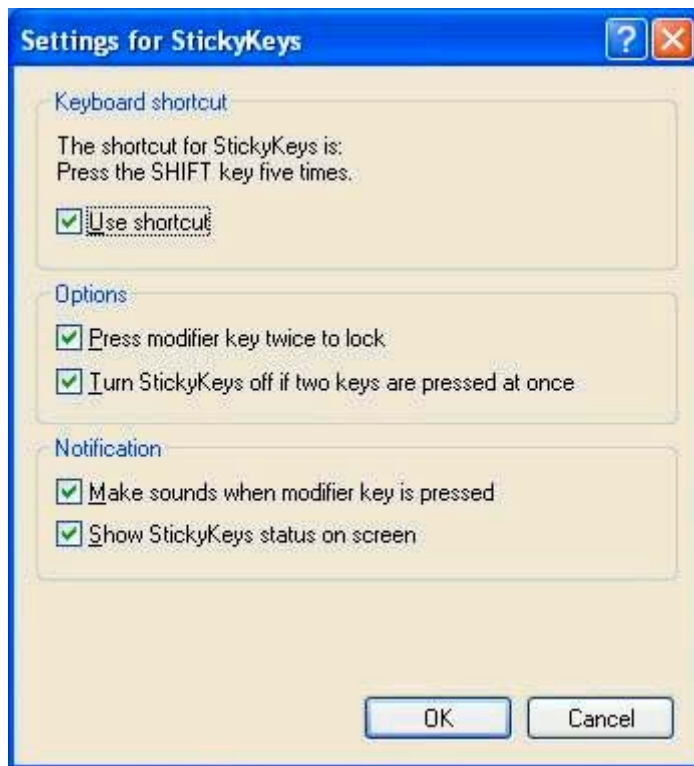 Settings for StickyKeys
?
Keyboard shortcut
The shortcut for StickyKeys is:
Press the SHIFT key five times.
Use shortcut
Options
Press modifier key twice to lock
Turn StickyKeys off if two keys are pressed at once
Notification
Make sounds when modifier key is pressed
Show StickyKeys status on screen
OK
Cancel